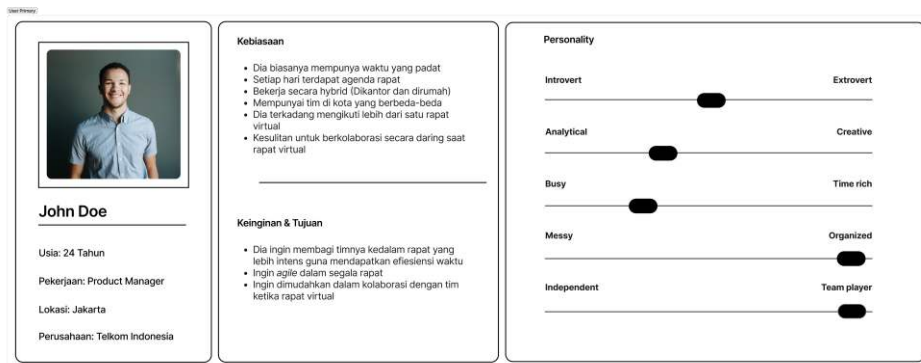 User Primary
John Doe
Usia: 24 Tahun
Pekerjaan: Product Manager
Lokasi: Jakarta
Perusahaan: Telkom Indonesia
Kebiasaan
Dia biasanya mempunya waktu yang padat
Setiap hari terdapat agenda rapat
Bekerja secara hybrid (Dikantor dan dirumah)
Mempunyai tim di kota yang berbeda-beda
Dia terkadang mengikuti lebih dari satu rapat
virtual
Kesulitan untuk berkolaborasi secara daring saat
rapat virtual
Keinginan & Tujuan
Dia ingin membagi timnya kedalam rapat yang
lebih intens guna mendapatkan efiesiensi waktu
Ingin agile dalam segala rapat
Ingin dimudahkan dalam kolaborasi dengan tim
ketika rapat virtual
Personality
Introvert Extrovert
Analytical Creative
Busy Time rich
Messy Organized
Independent Team player